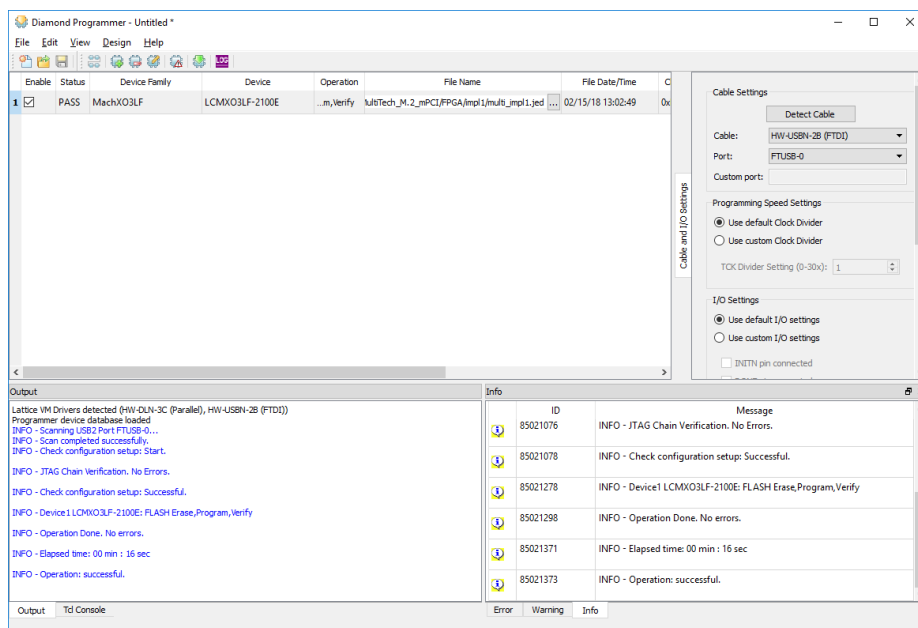 Diamond Programmer - Untitled *
File Edit View Design Help
LOG
Enable Status Device Family Device Operation File Name File Date/Time
1 PASS MachXO3LF LCMXO3LF-2100E ...m,Verify MultiTech_M.2_mPCI/FPGA/impl1/multi_impl1.jed ... 02/15/18 13:02:49 0x
Cable and I/O Settings
Cable Settings
Detect Cable
Cable: HW-USBN-2B (FTDI)
Port: FTUSB-0
Custom port:
Programming Speed Settings
Use default Clock Divider
Use custom Clock Divider
TCK Divider Setting (0-30x): 1
I/O Settings
Use default I/O settings
Use custom I/O settings
INITN pin connected
Output
Lattice VM Drivers detected (HW-DLN-3C (Parallel), HW-USBN-2B (FTDI))
Programmer device database loaded
INFO - Scanning USB2 Port FTUSB-0...
INFO - Scan completed successfully.
INFO - Check configuration setup: Start.
INFO - JTAG Chain Verification. No Errors.
INFO - Check configuration setup: Successful.
INFO - Device1 LCMXO3LF-2100E: FLASH Erase,Program,Verify
INFO - Operation Done. No errors.
INFO - Elapsed time: 00 min : 16 sec
INFO - Operation: successful.
Output Tcl Console
Info
ID Message
85021076 INFO - JTAG Chain Verification. No Errors.
85021078 INFO - Check configuration setup: Successful.
85021278 INFO - Device1 LCMXO3LF-2100E: FLASH Erase,Program,Verify
85021298 INFO - Operation Done. No errors.
85021371 INFO - Elapsed time: 00 min : 16 sec
85021373 INFO - Operation: successful.
Error Warning Info